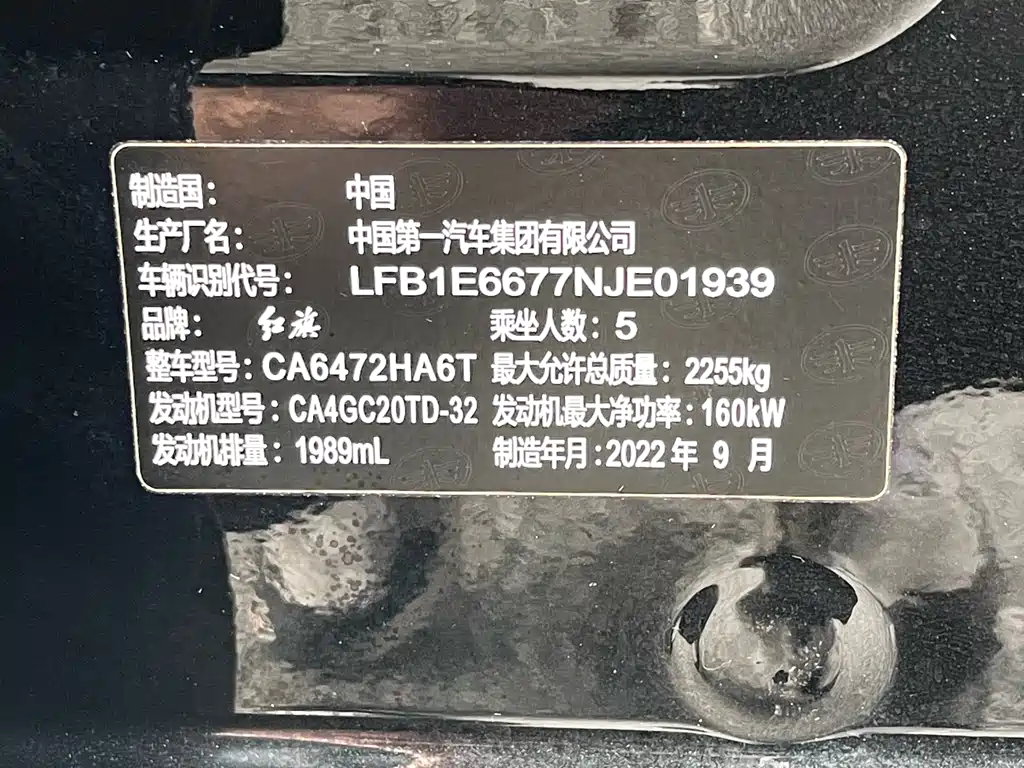 制造国： 中国
生产厂名： 中国第一汽车集团有限公司
车辆识别代号： LFB1E6677NJE01939
品牌： 红旗 乘坐人数：5
整车型号：CA6472HA6T 最大允许总质量：2255kg
发动机型号：CA4GC20TD-32 发动机最大净功率：160kW
发动机排量：1989mL 制造年月：2022年 9 月